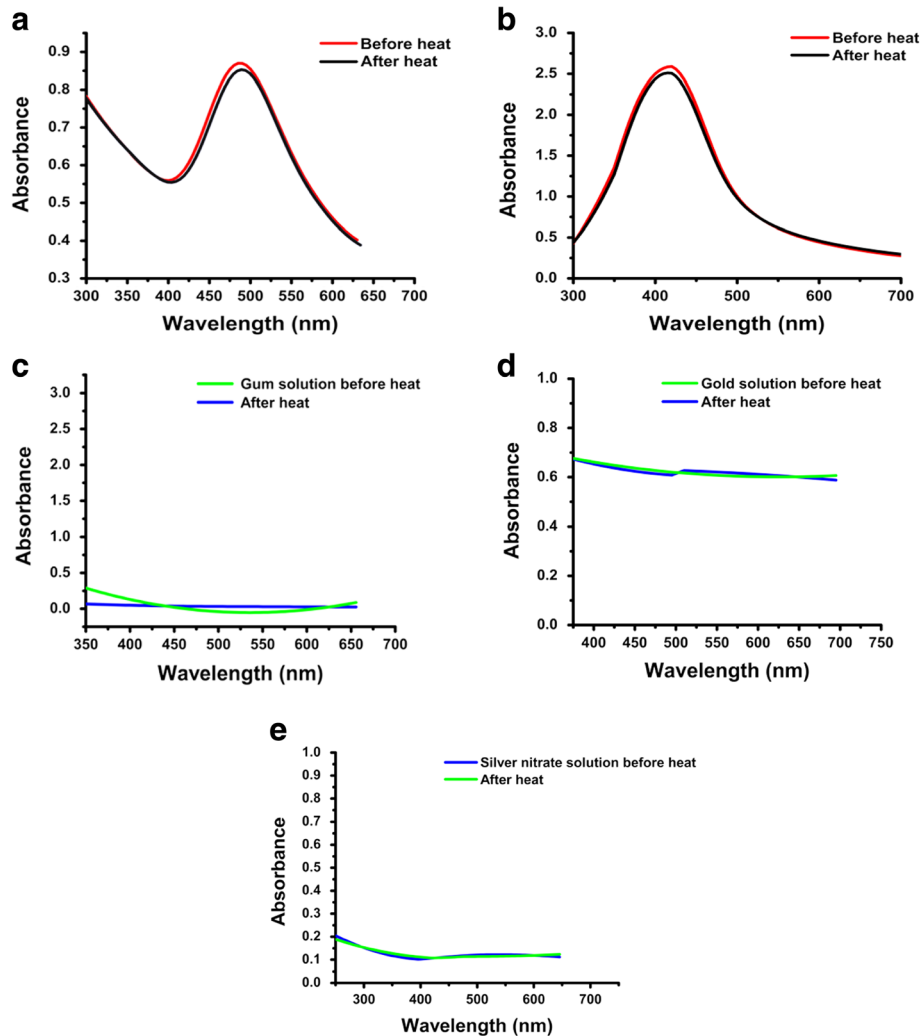 a
Before heat
After heat
0.9
0.8
0.7
0.6
0.5
0.4
0.3
Absorbance
300 350 400 450 500 550 600 650 700
Wavelength (nm)
b
Before heat
After heat
3.0
2.5
2.0
1.5
1.0
0.5
0.0
Absorbance
300 400 500 600 700
Wavelength (nm)
c
Gum solution before heat
After heat
3.0
2.5
2.0
1.5
1.0
0.5
0.0
Absorbance
350 400 450 500 550 600 650 700
Wavelength (nm)
d
Gold solution before heat
After heat
1.0
0.8
0.6
0.4
0.2
0.0
Absorbance
400 450 500 550 600 650 700 750
Wavelength (nm)
e
Silver nitrate solution before heat
After heat
1.0
0.9
0.8
0.7
0.6
0.5
0.4
0.3
0.2
0.1
0.0
Absorbance
300 400 500 600 700
Wavelength (nm)